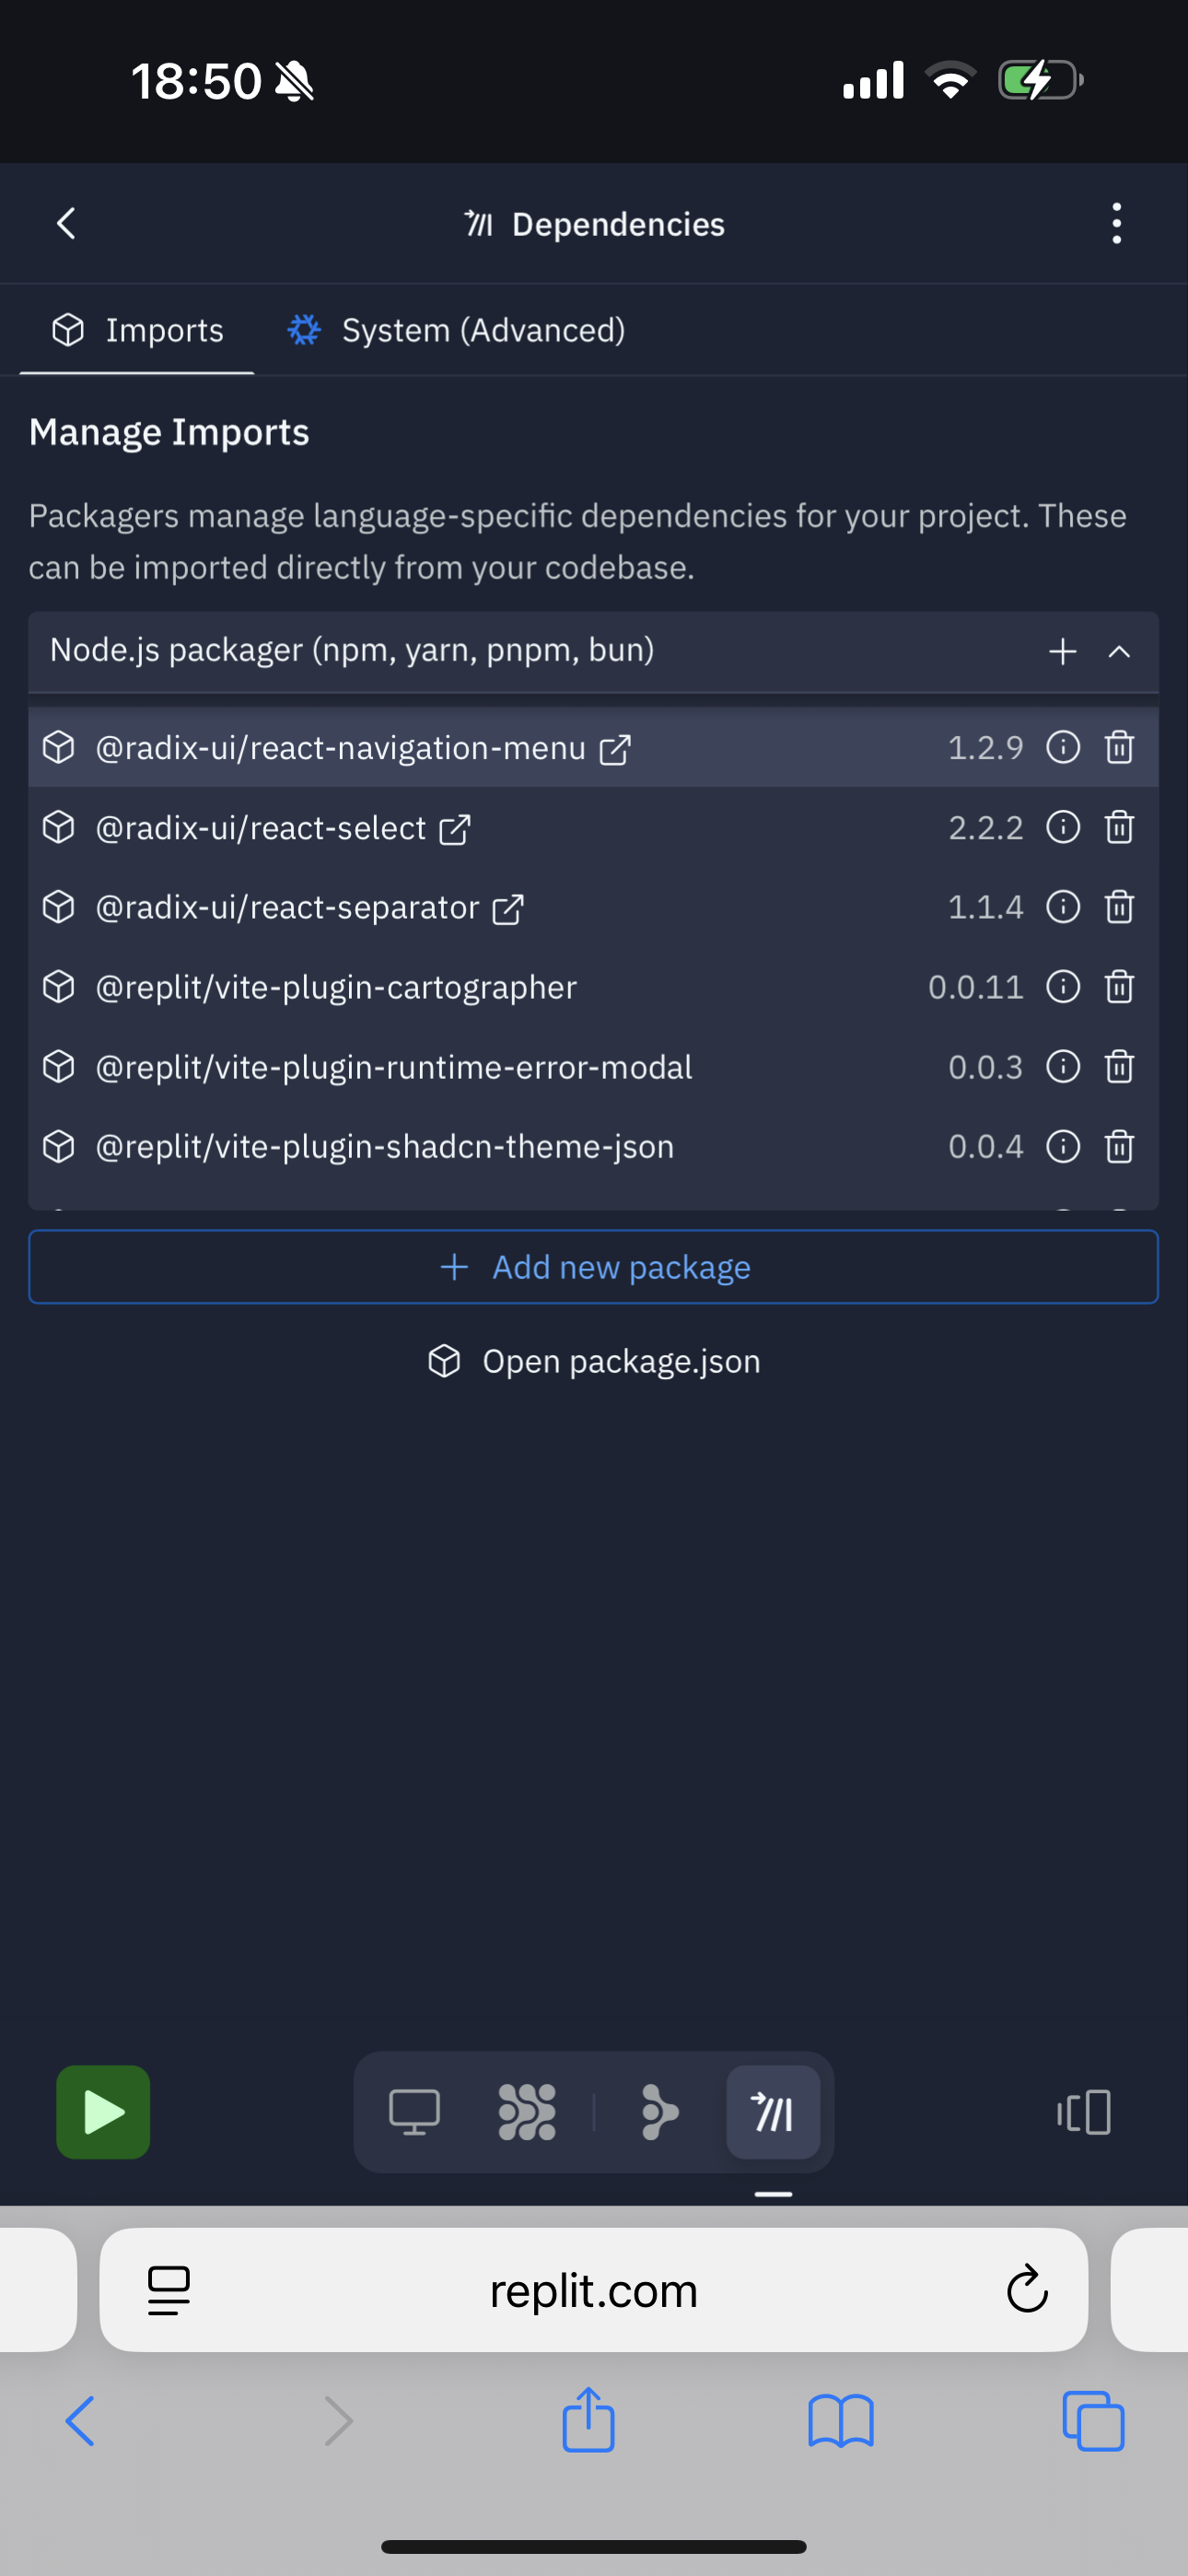 18:50
Dependencies
Imports
System (Advanced)
Manage Imports
Packagers manage language-specific dependencies for your project. These
can be imported directly from your codebase.
Node.js packager (npm, yarn, pnpm, bun)
@radix-ui/react-navigation-menu 1.2.9
@radix-ui/react-select 2.2.2
@radix-ui/react-separator 1.1.4
@replit/vite-plugin-cartographer 0.0.11
@replit/vite-plugin-runtime-error-modal 0.0.3
@replit/vite-plugin-shadcn-theme-json 0.0.4
Add new package
Open package.json
replit.com